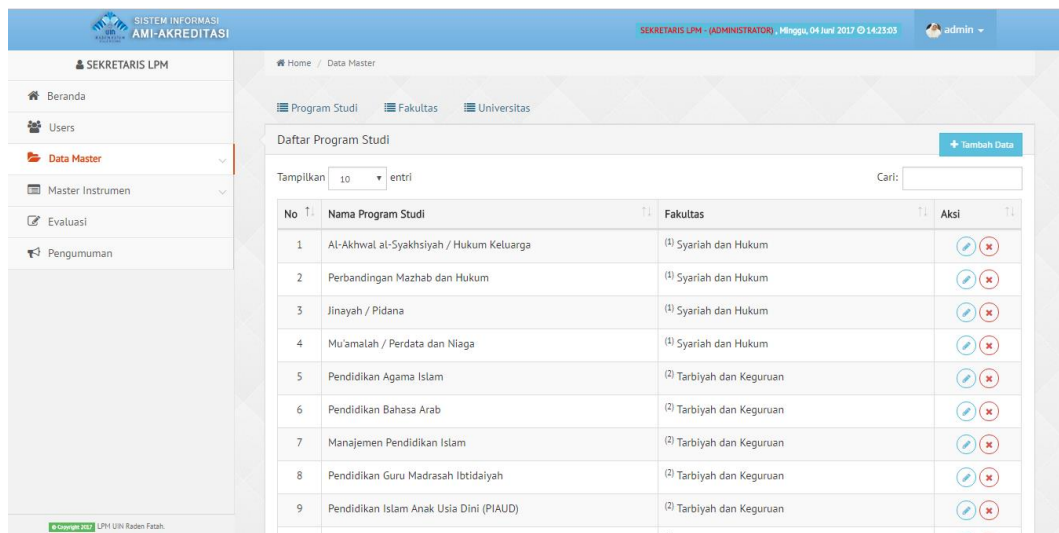 SISTEM INFORMASI
AMI-AKREDITASI
SEKRETARIS LPM - (ADMINISTRATOR) , Minggu, 04 Juni 2017 14:23:03
admin
SEKRETARIS LPM
Home / Data Master
Beranda
Users
Data Master
Master Instrumen
Evaluasi
Pengumuman
Program Studi Fakultas Universitas
Daftar Program Studi
+ Tambah Data
Tampilkan 10 entri
Cari:
No Nama Program Studi Fakultas Aksi
1 Al-Akhwal al-Syakhsiyah / Hukum Keluarga (1) Syariah dan Hukum
2 Perbandingan Mazhab dan Hukum (1) Syariah dan Hukum
3 Jinayah / Pidana (1) Syariah dan Hukum
4 Mu'amalah / Perdata dan Niaga (1) Syariah dan Hukum
5 Pendidikan Agama Islam (2) Tarbiyah dan Keguruan
6 Pendidikan Bahasa Arab (2) Tarbiyah dan Keguruan
7 Manajemen Pendidikan Islam (2) Tarbiyah dan Keguruan
8 Pendidikan Guru Madrasah Ibtidaiyah (2) Tarbiyah dan Keguruan
9 Pendidikan Islam Anak Usia Dini (PIAUD) (2) Tarbiyah dan Keguruan
© Copyright 2017 LPM UIN Raden Fatah.